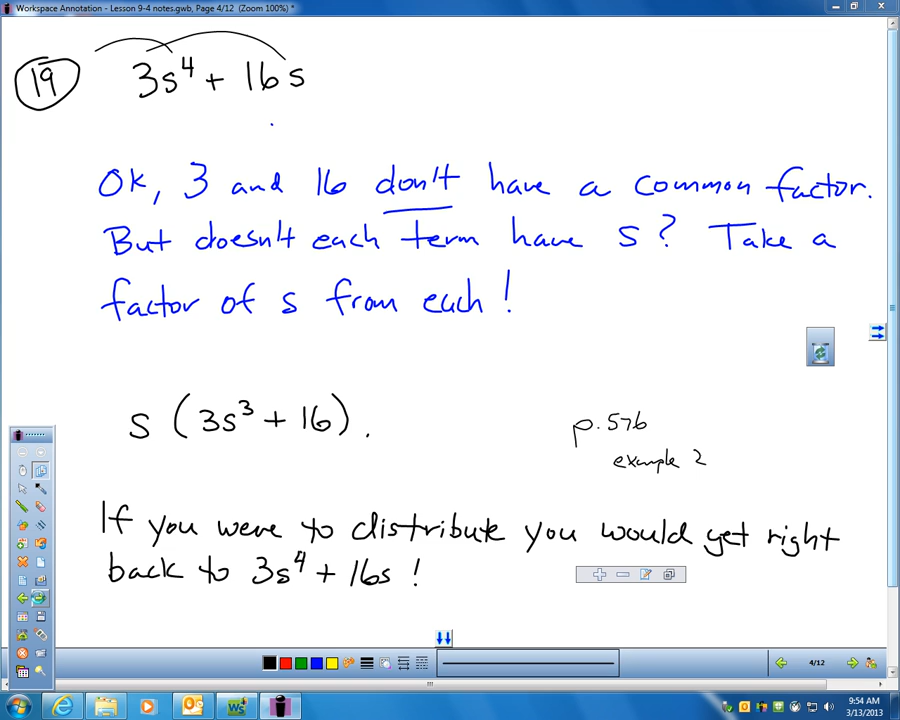 Workspace Annotation - Lesson 9-4 notes.gwb, Page 4/12 (Zoom 100%) *
19 3s⁴ + 16s
Ok, 3 and 16 don't have a common factor.
But doesn't each term have s? Take a
factor of s from each!
s (3s³ + 16).
p. 576
example 2
If you were to distribute you would get right
back to 3s⁴ + 16s !
4/12
9:54 AM
3/13/2013